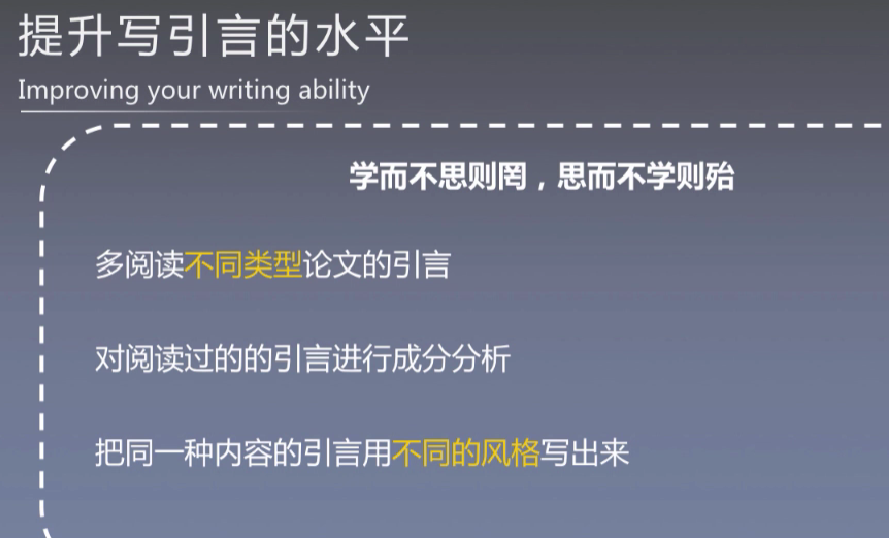 提升写引言的水平
Improving your writing ability
学而不思则罔，思而不学则殆
多阅读不同类型论文的引言
对阅读过的的引言进行成分分析
把同一种内容的引言用不同的风格写出来